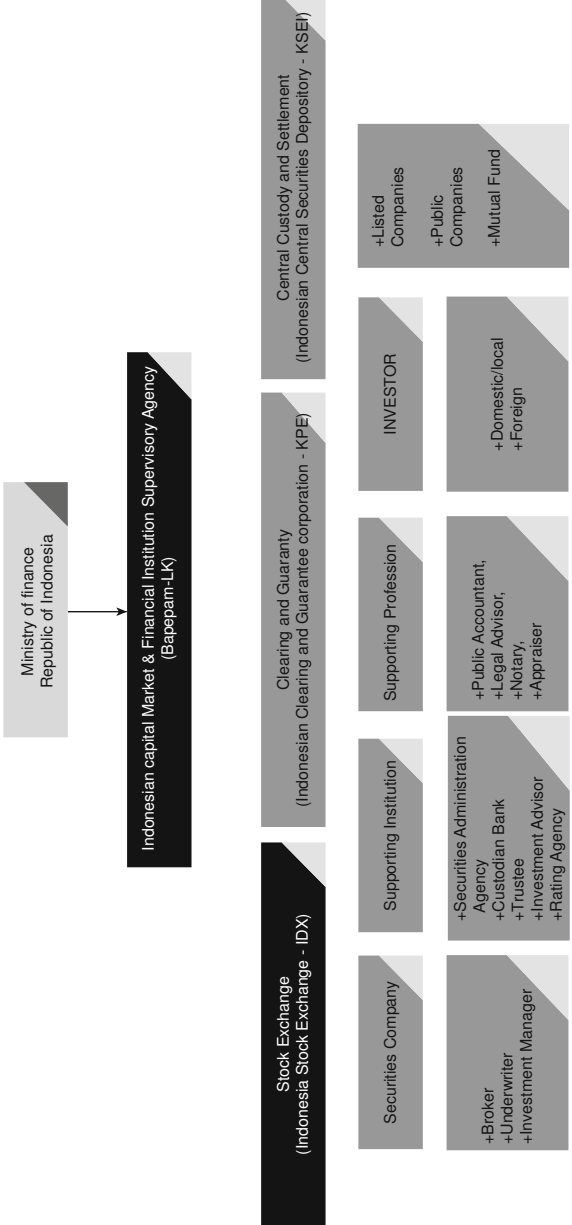 Ministry of finance
Republic of Indonesia
Indonesian capital Market & Financial Institution Supervisory Agency
(Bapepam-LK)
Stock Exchange
(Indonesia Stock Exchange - IDX)
Clearing and Guaranty
(Indonesian Clearing and Guarantee corporation - KPE)
Central Custody and Settlement
(Indonesian Central Securities Depository - KSEI)
Securities Company
Supporting Institution
Supporting Profession
INVESTOR
+Listed
Companies
+Public
Companies
+Mutual Fund
+Broker
+Underwriter
+Investment Manager
+Securities Administration
Agency
+Custodian Bank
+Trustee
+Investment Advisor
+Rating Agency
+Public Accountant,
+Legal Advisor,
+Notary,
+Appraiser
+Domestic/local
+Foreign